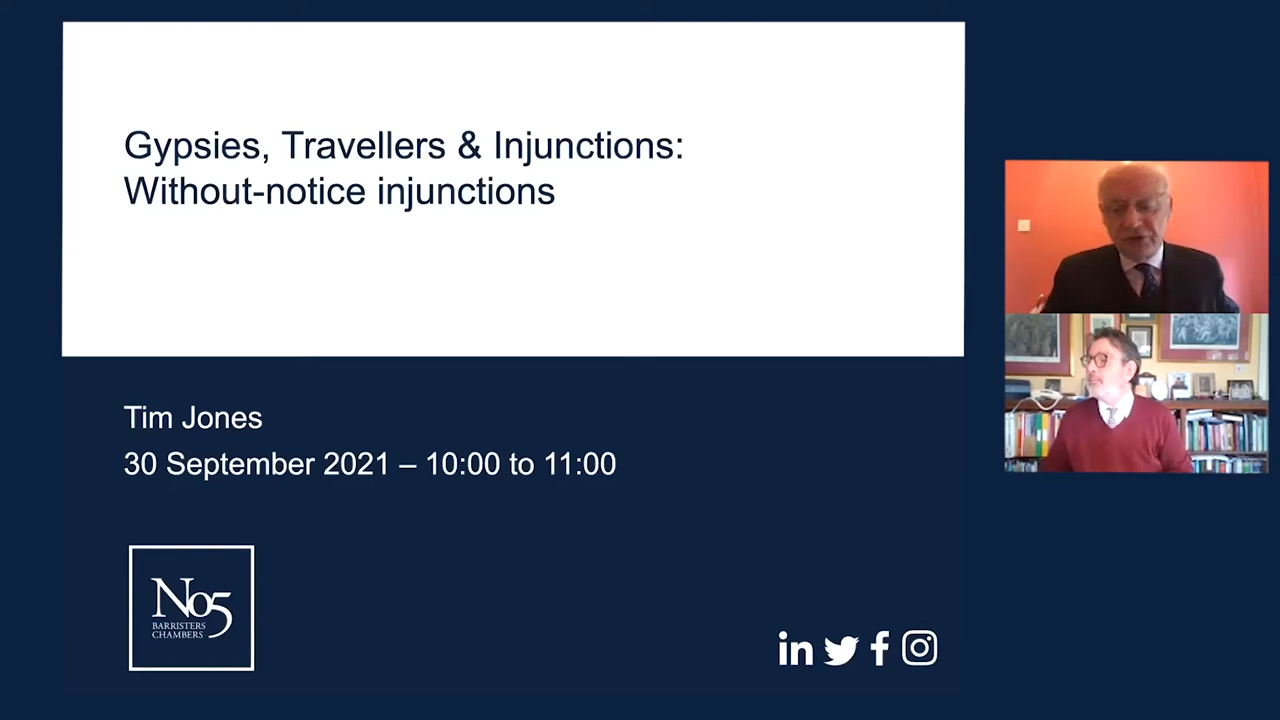 Gypsies, Travellers & Injunctions:
Without-notice injunctions
Tim Jones
30 September 2021 – 10:00 to 11:00
No5
BARRISTERS
CHAMBERS